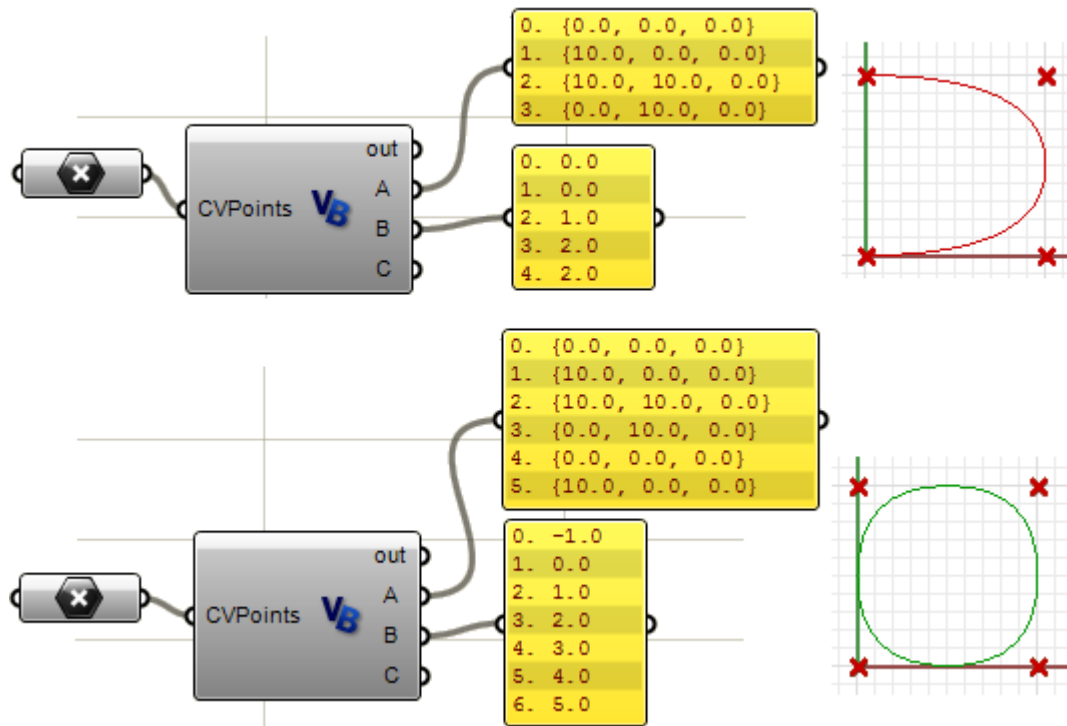 0. {0.0, 0.0, 0.0}
1. {10.0, 0.0, 0.0}
2. {10.0, 10.0, 0.0}
3. {0.0, 10.0, 0.0}
CVPoints
VB
out
A
B
C
0. 0.0
1. 0.0
2. 1.0
3. 2.0
4. 2.0
0. {0.0, 0.0, 0.0}
1. {10.0, 0.0, 0.0}
2. {10.0, 10.0, 0.0}
3. {0.0, 10.0, 0.0}
4. {0.0, 0.0, 0.0}
5. {10.0, 0.0, 0.0}
CVPoints
VB
out
A
B
C
0. -1.0
1. 0.0
2. 1.0
3. 2.0
4. 3.0
5. 4.0
6. 5.0